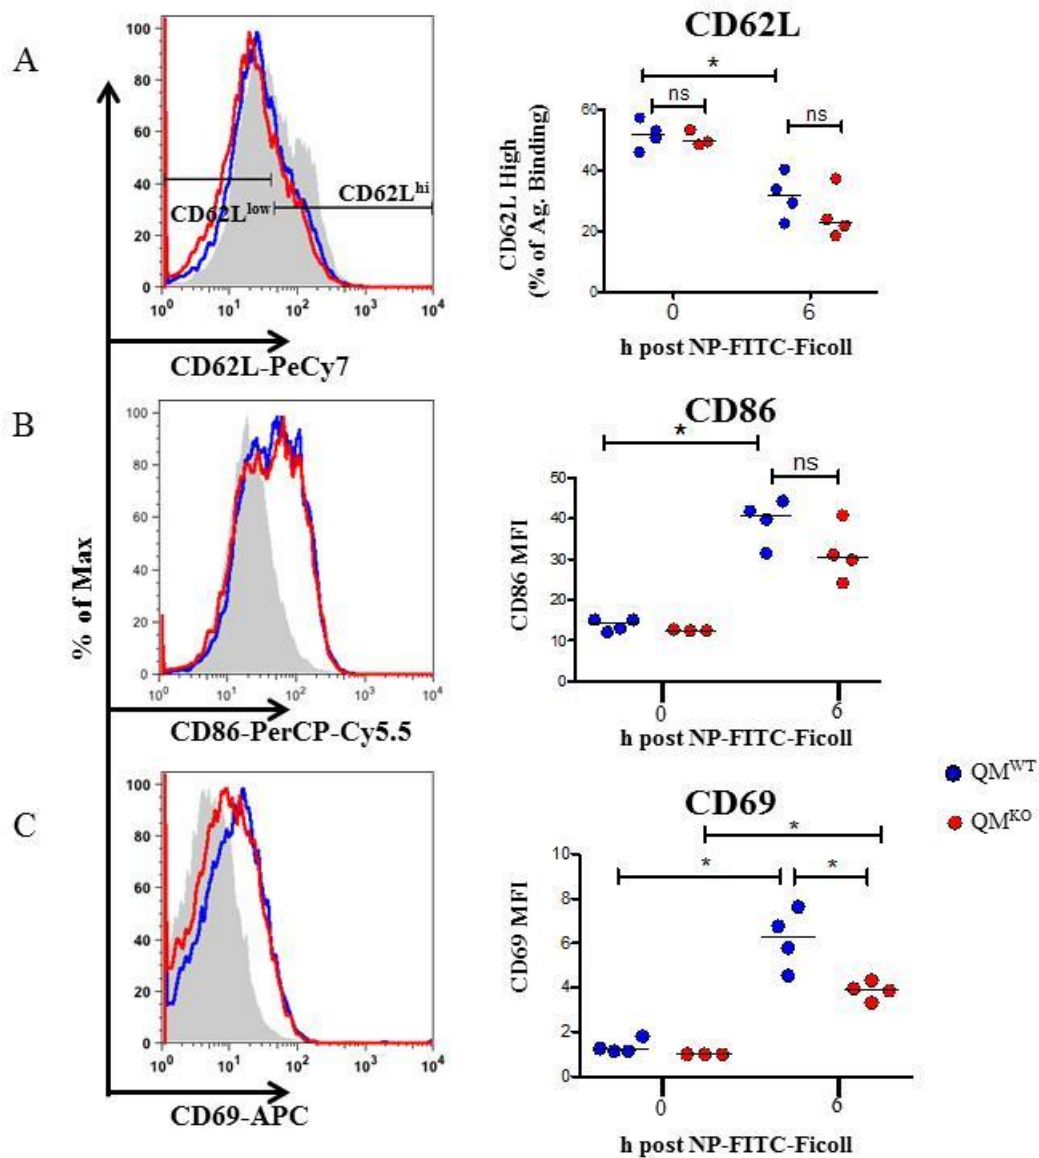 A
100
80
60
40
20
0
CD62L^low
CD62L^hi
10^0 10^1 10^2 10^3 10^4
CD62L-PeCy7
CD62L
*
ns
ns
60
40
20
0
CD62L High
(% of Ag. Binding)
0 6
h post NP-FITC-Ficoll
% of Max
B
100
80
60
40
20
0
10^0 10^1 10^2 10^3 10^4
CD86-PerCP-Cy5.5
CD86
*
ns
50
40
30
20
10
0
CD86 MFI
0 6
h post NP-FITC-Ficoll
QM^WT
QM^KO
C
100
80
60
40
20
0
10^0 10^1 10^2 10^3 10^4
CD69-APC
CD69
*
* *
10
8
6
4
2
0
CD69 MFI
0 6
h post NP-FITC-Ficoll